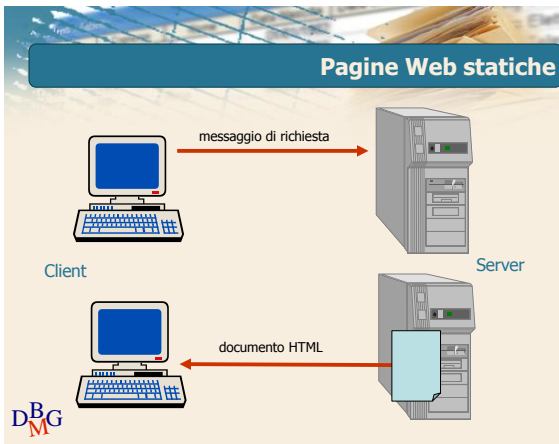 Pagine Web statiche
messaggio di richiesta
Client
Server
documento HTML
DBMG